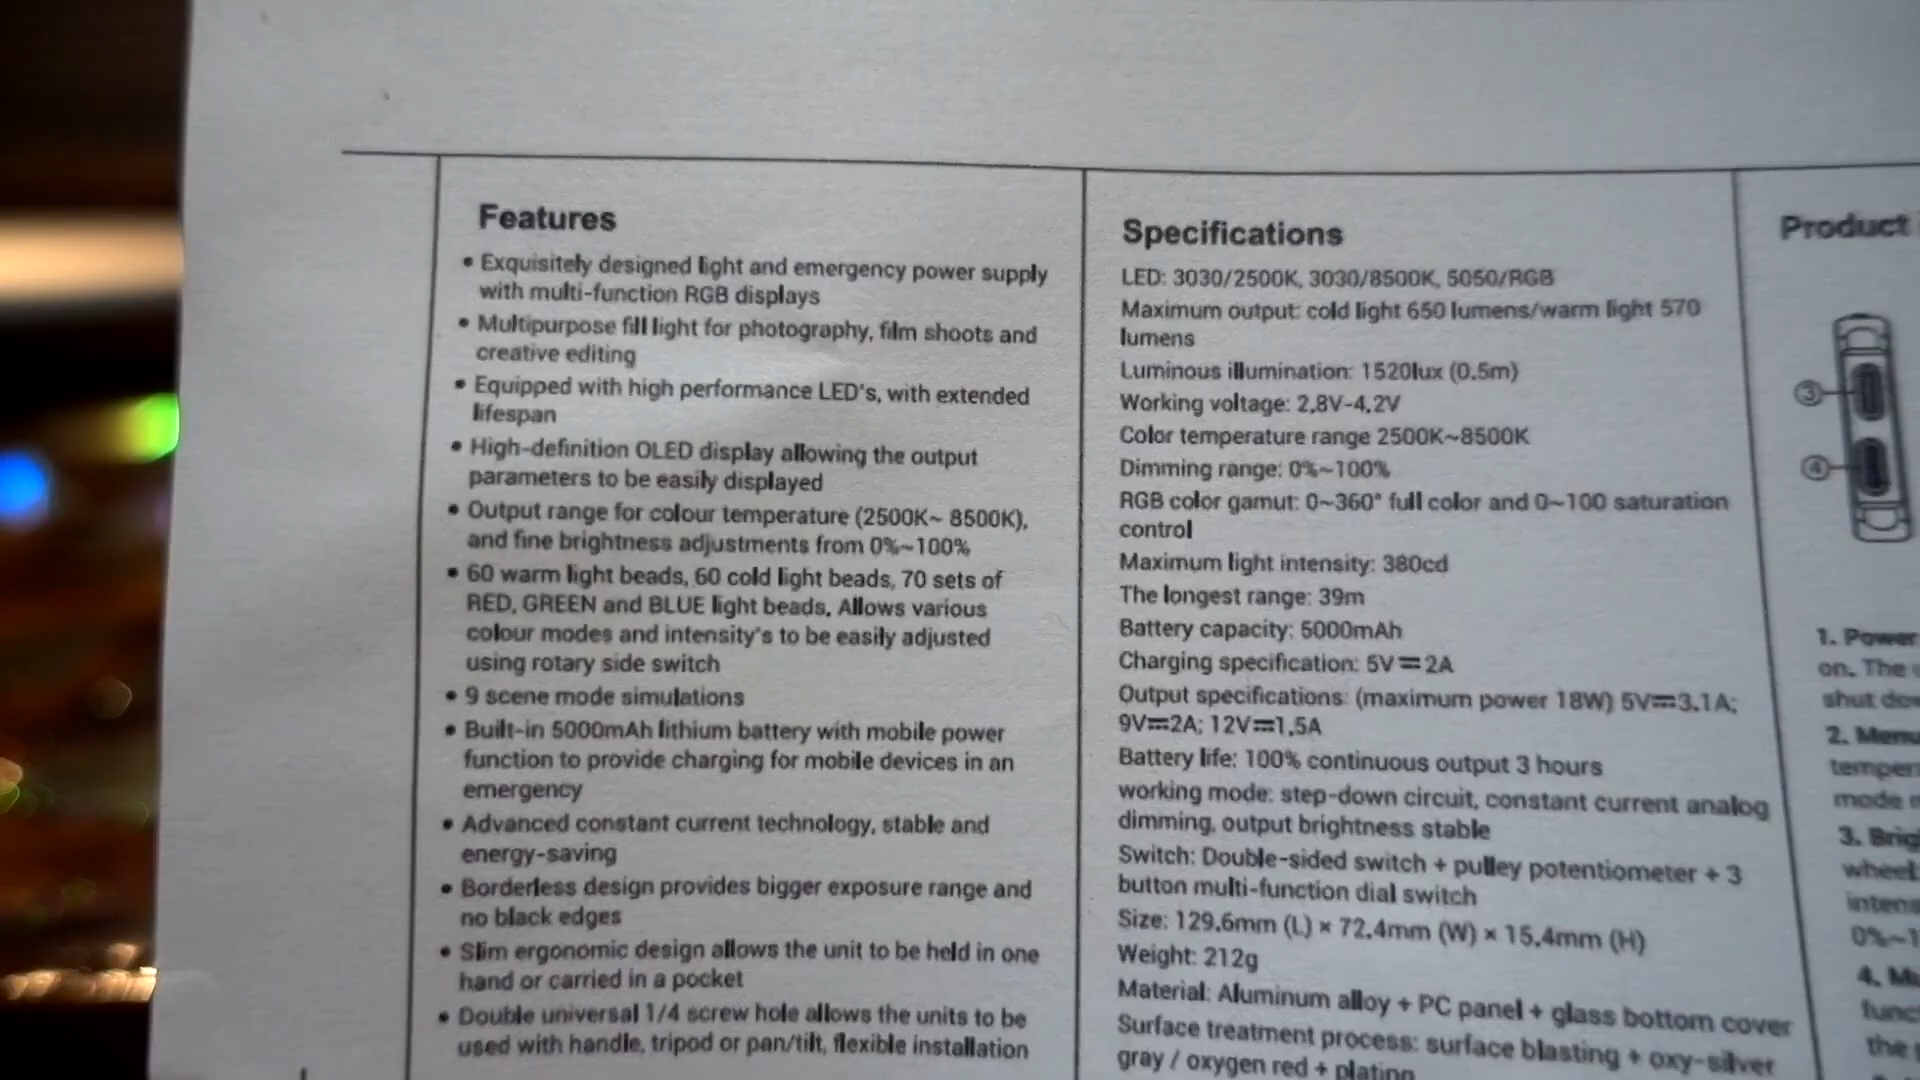 Features
• Exquisitely designed light and emergency power supply
with multi-function RGB displays
• Multipurpose fill light for photography, film shoots and
creative editing
• Equipped with high performance LED's, with extended
lifespan
• High-definition OLED display allowing the output
parameters to be easily displayed
• Output range for colour temperature (2500K~ 8500K),
and fine brightness adjustments from 0%~100%
• 60 warm light beads, 60 cold light beads, 70 sets of
RED, GREEN and BLUE light beads. Allows various
colour modes and intensity's to be easily adjusted
using rotary side switch
• 9 scene mode simulations
• Built-in 5000mAh lithium battery with mobile power
function to provide charging for mobile devices in an
emergency
• Advanced constant current technology, stable and
energy-saving
• Borderless design provides bigger exposure range and
no black edges
• Slim ergonomic design allows the unit to be held in one
hand or carried in a pocket
• Double universal 1/4 screw hole allows the units to be
used with handle, tripod or pan/tilt, flexible installation
Specifications
LED: 3030/2500K, 3030/8500K, 5050/RGB
Maximum output: cold light 650 lumens/warm light 570
lumens
Luminous illumination: 1520lux (0.5m)
Working voltage: 2.8V-4.2V
Color temperature range 2500K~8500K
Dimming range: 0%~100%
RGB color gamut: 0~360° full color and 0~100 saturation
control
Maximum light intensity: 380cd
The longest range: 39m
Battery capacity: 5000mAh
Charging specification: 5V⎓2A
Output specifications: (maximum power 18W) 5V⎓3.1A;
9V⎓2A; 12V⎓1.5A
Battery life: 100% continuous output 3 hours
working mode: step-down circuit, constant current analog
dimming, output brightness stable
Switch: Double-sided switch + pulley potentiometer + 3
button multi-function dial switch
Size: 129.6mm (L) × 72.4mm (W) × 15.4mm (H)
Weight: 212g
Material: Aluminum alloy + PC panel + glass bottom cover
Surface treatment process: surface blasting + oxy-silver
gray / oxygen red + plating
Product
③
④
1. Power
on. The
shut
2. Menu
mode
3.
wheel
0%~1
4.
the